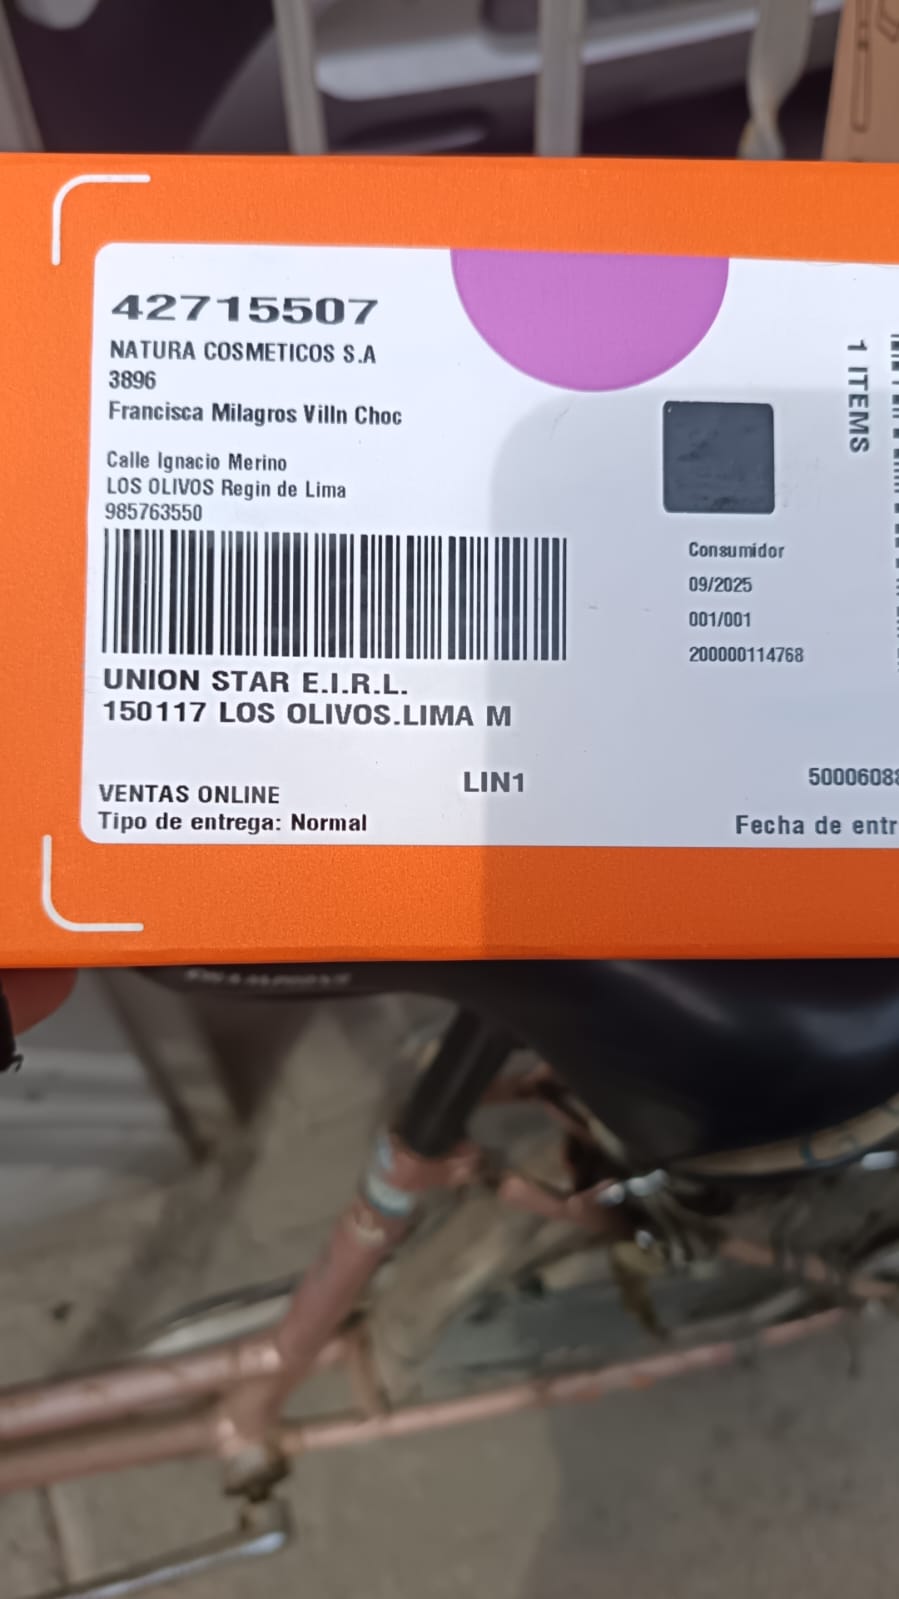 42715507
NATURA COSMETICOS S.A
3896
Francisca Milagros Villn Choc
Calle Ignacio Merino
LOS OLIVOS Regin de Lima
985763550
UNION STAR E.I.R.L.
150117 LOS OLIVOS.LIMA M
VENTAS ONLINE
Tipo de entrega: Normal
LIN1
1 ITEMS
Consumidor
09/2025
001/001
200000114768
5000608
Fecha de entr